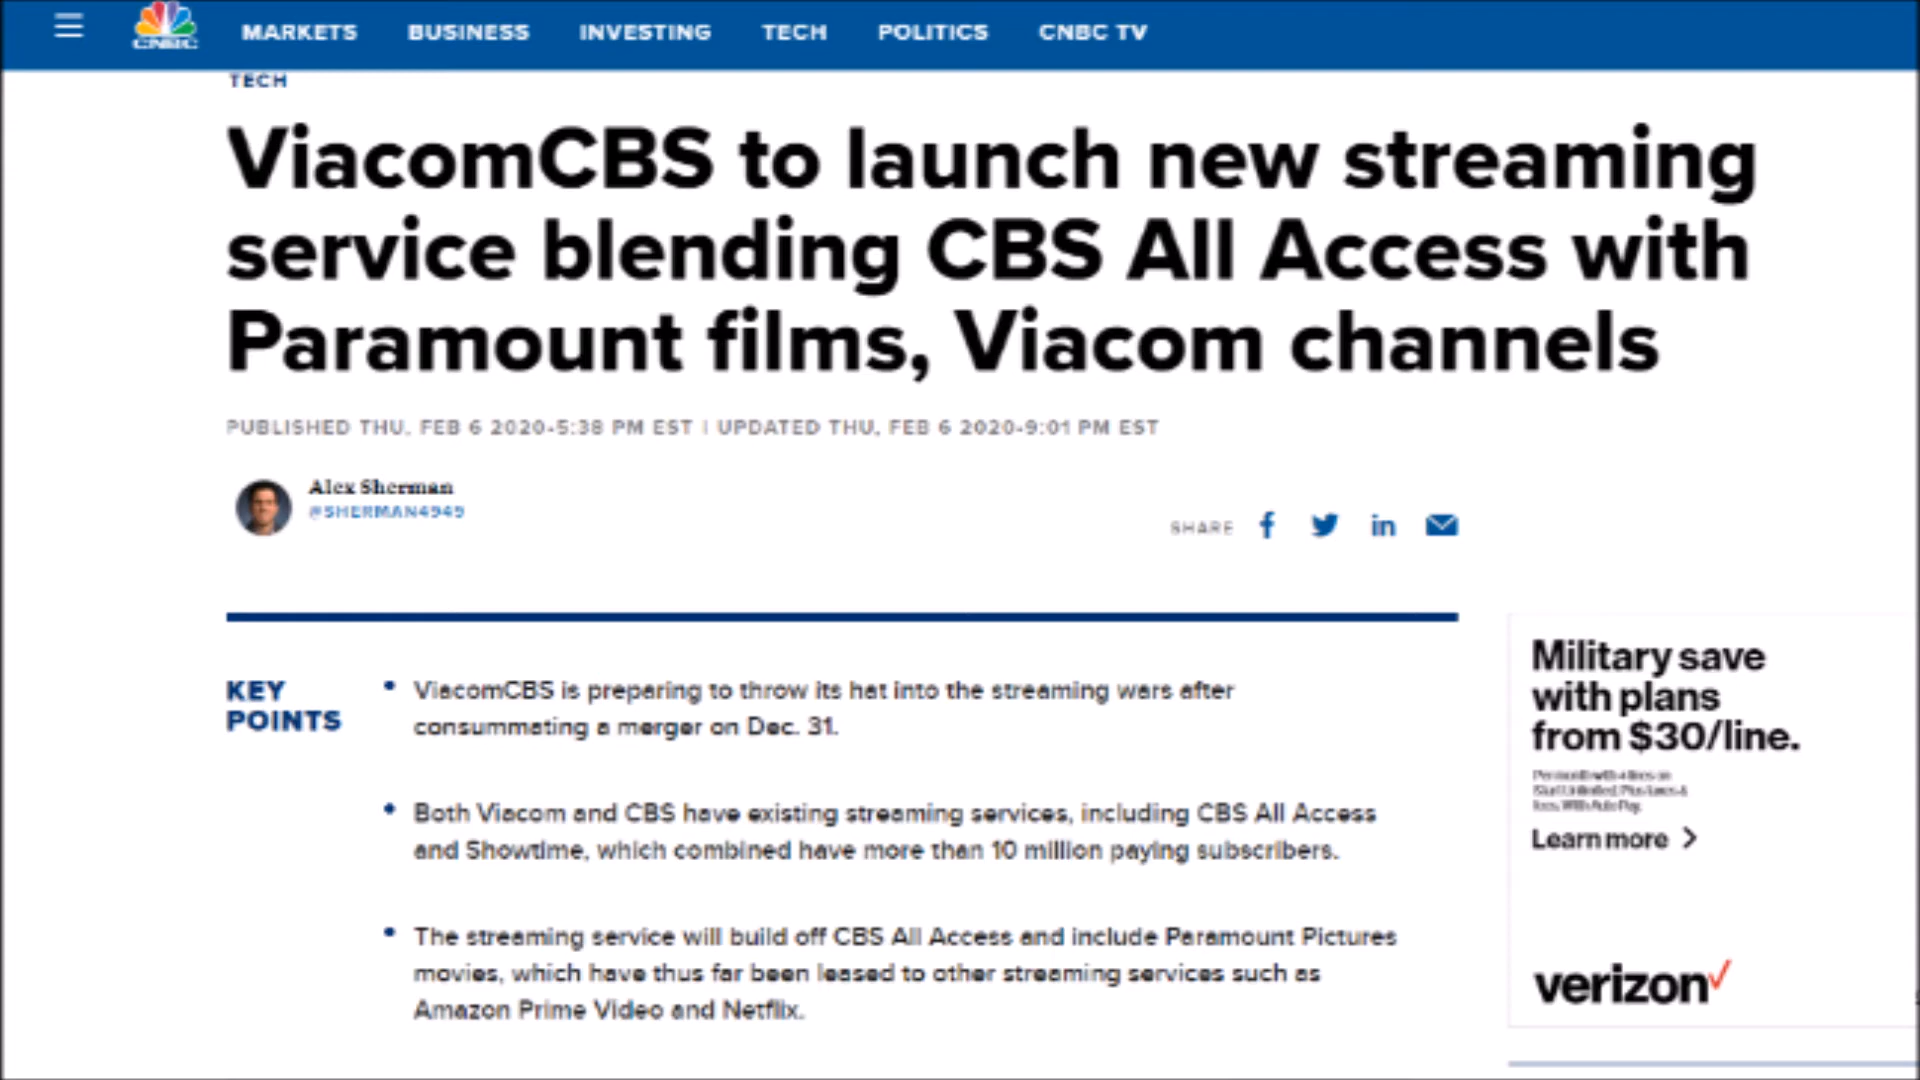 CNBC
MARKETS BUSINESS INVESTING TECH POLITICS CNBC TV
TECH
ViacomCBS to launch new streaming
service blending CBS All Access with
Paramount films, Viacom channels
PUBLISHED THU, FEB 6 2020-5:38 PM EST | UPDATED THU, FEB 6 2020-9:01 PM EST
Alex Sherman
@SHERMAN4949
SHARE
KEY
POINTS
• ViacomCBS is preparing to throw its hat into the streaming wars after
consummating a merger on Dec. 31.
• Both Viacom and CBS have existing streaming services, including CBS All Access
and Showtime, which combined have more than 10 million paying subscribers.
• The streaming service will build off CBS All Access and include Paramount Pictures
movies, which have thus far been leased to other streaming services such as
Amazon Prime Video and Netflix.
Military save
with plans
from $30/line.
Learn more
verizon